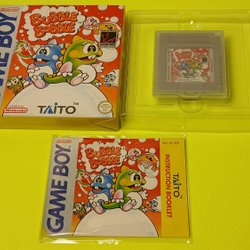 GAME BOY
BUBBLE
BOBBLE
Nintendo
TAITO
GAME BOY
BUBBLE
BOBBLE
TAITO
INSTRUCTION BOOKLET